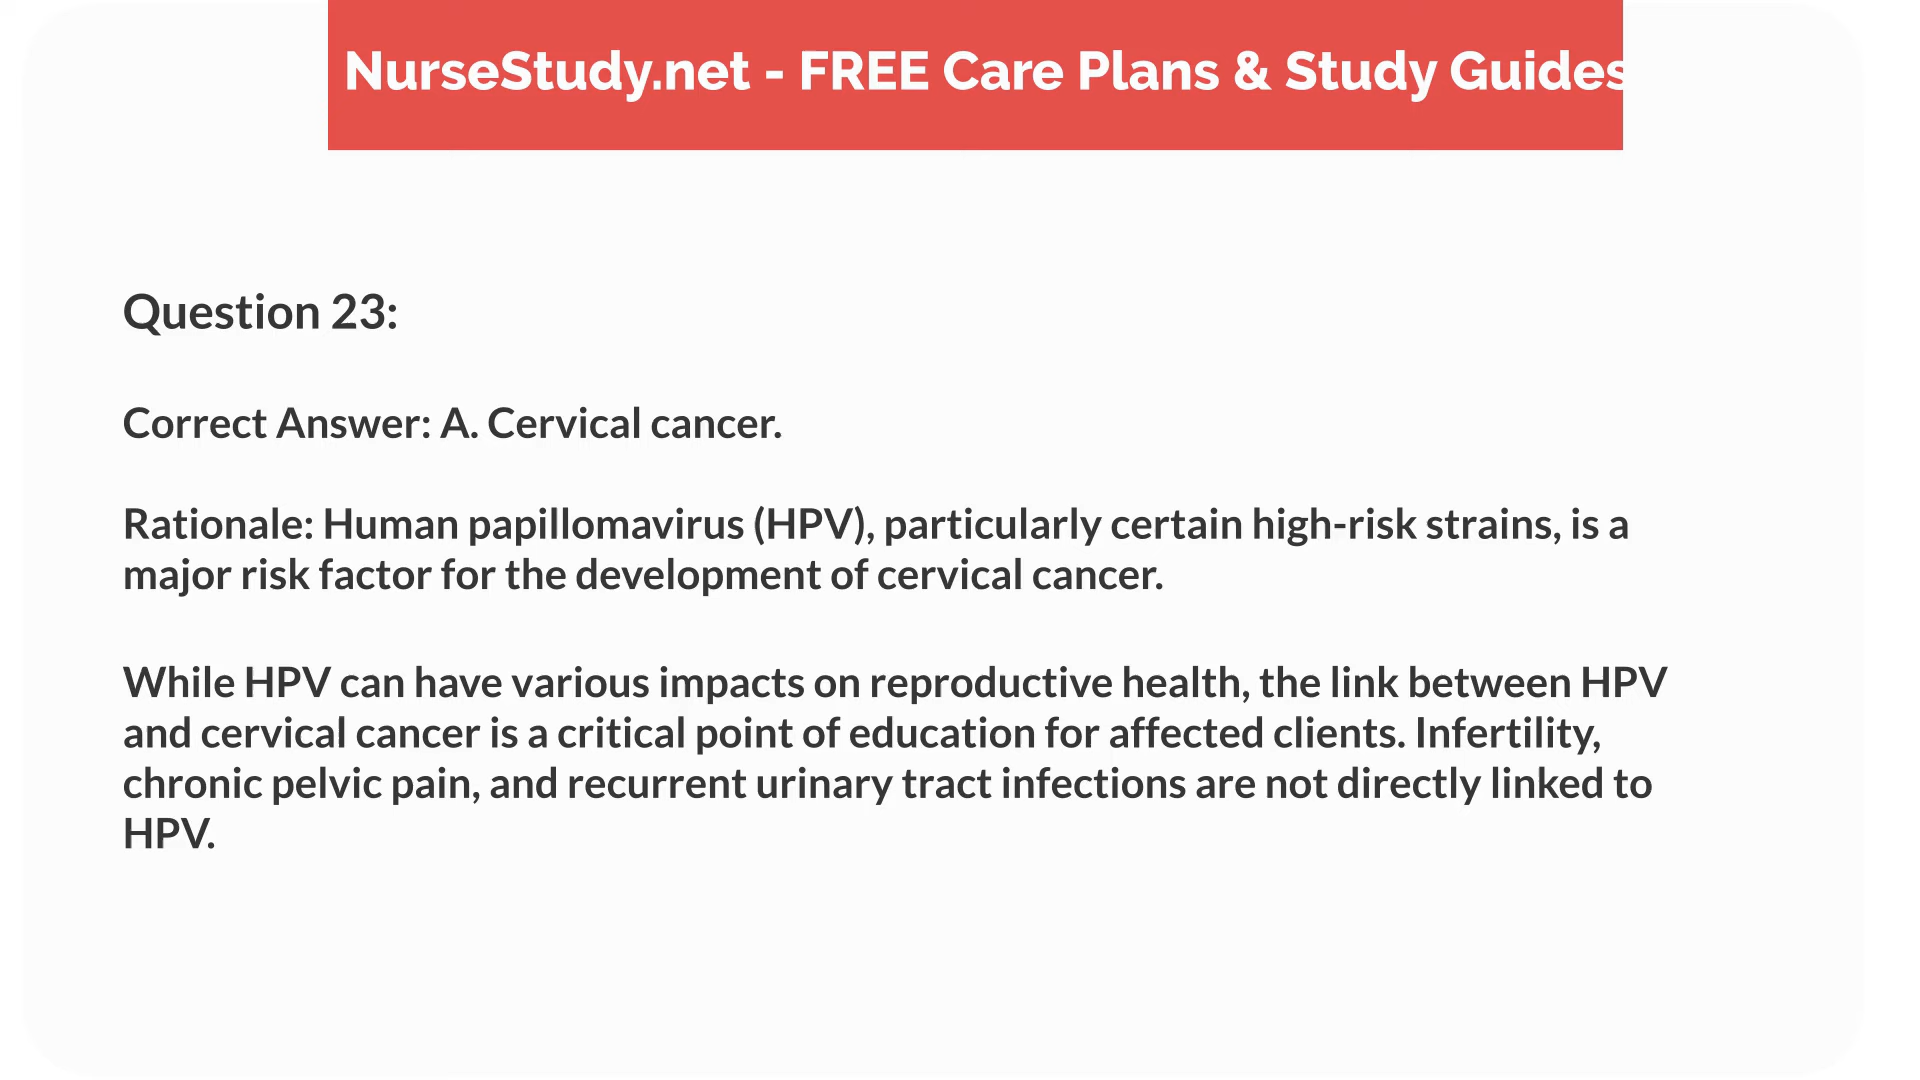 NurseStudy.net - FREE Care Plans & Study Guides
Question 23:
Correct Answer: A. Cervical cancer.
Rationale: Human papillomavirus (HPV), particularly certain high-risk strains, is a
major risk factor for the development of cervical cancer.
While HPV can have various impacts on reproductive health, the link between HPV
and cervical cancer is a critical point of education for affected clients. Infertility,
chronic pelvic pain, and recurrent urinary tract infections are not directly linked to
HPV.